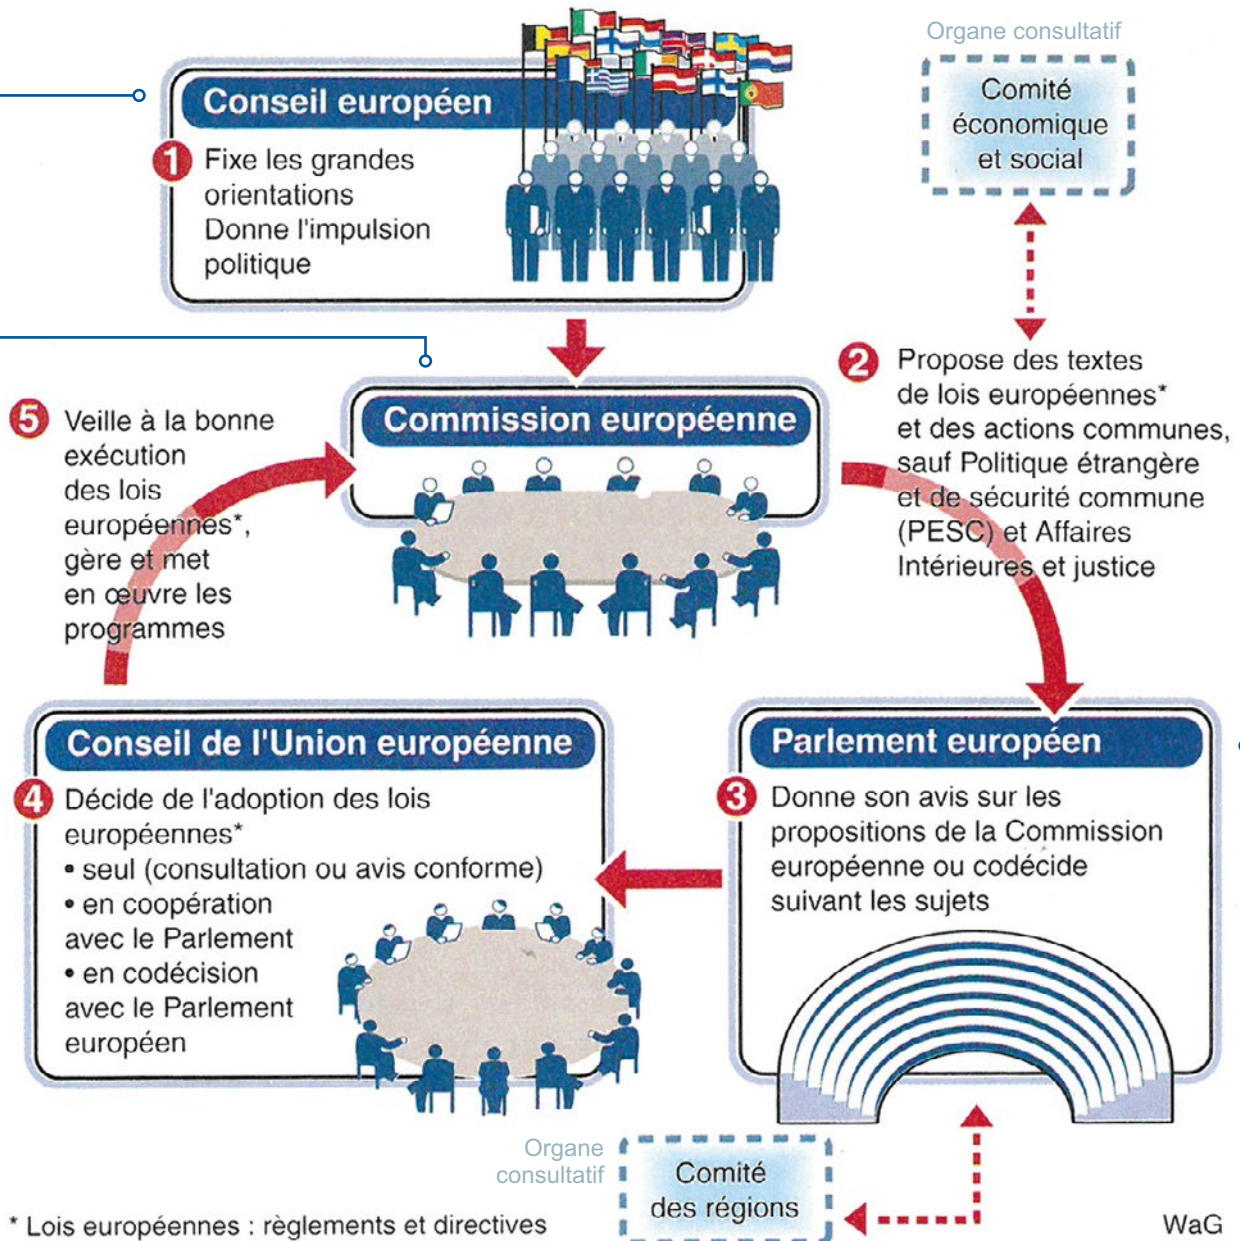 Organe consultatif
Comité
économique
et social
Conseil européen
1 Fixe les grandes
orientations
Donne l'impulsion
politique
2 Propose des textes
de lois européennes*
et des actions communes,
sauf Politique étrangère
et de sécurité commune
(PESC) et Affaires
Intérieures et justice
Commission européenne
5 Veille à la bonne
exécution
des lois
européennes*,
gère et met
en œuvre les
programmes
Parlement européen
3 Donne son avis sur les
propositions de la Commission
européenne ou codécide
suivant les sujets
Conseil de l'Union européenne
4 Décide de l'adoption des lois
européennes*
• seul (consultation ou avis conforme)
• en coopération
avec le Parlement
• en codécision
avec le Parlement
européen
Organe
consultatif
Comité
des régions
* Lois européennes : règlements et directives
WaG